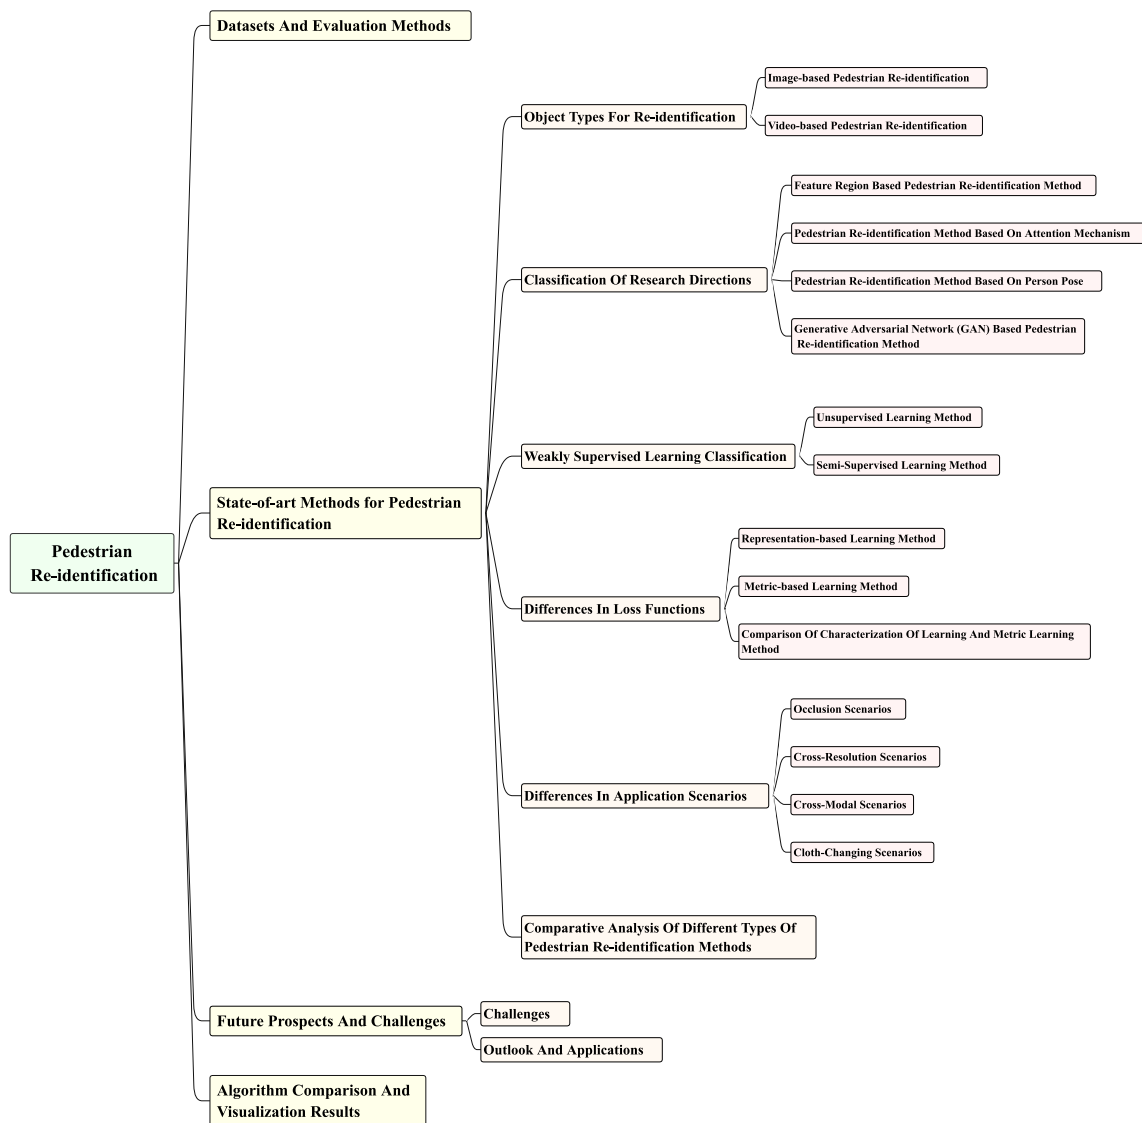 Datasets And Evaluation Methods
Image-based Pedestrian Re-identification
Object Types For Re-identification
Video-based Pedestrian Re-identification
Feature Region Based Pedestrian Re-identification Method
Pedestrian Re-identification Method Based On Attention Mechanism
Classification Of Research Directions
Pedestrian Re-identification Method Based On Person Pose
Generative Adversarial Network (GAN) Based Pedestrian
Re-identification Method
Unsupervised Learning Method
Weakly Supervised Learning Classification
Semi-Supervised Learning Method
State-of-art Methods for Pedestrian
Re-identification
Pedestrian
Re-identification
Representation-based Learning Method
Metric-based Learning Method
Differences In Loss Functions
Comparison Of Characterization Of Learning And Metric Learning
Method
Occlusion Scenarios
Cross-Resolution Scenarios
Differences In Application Scenarios
Cross-Modal Scenarios
Cloth-Changing Scenarios
Comparative Analysis Of Different Types Of
Pedestrian Re-identification Methods
Future Prospects And Challenges
Challenges
Outlook And Applications
Algorithm Comparison And
Visualization Results